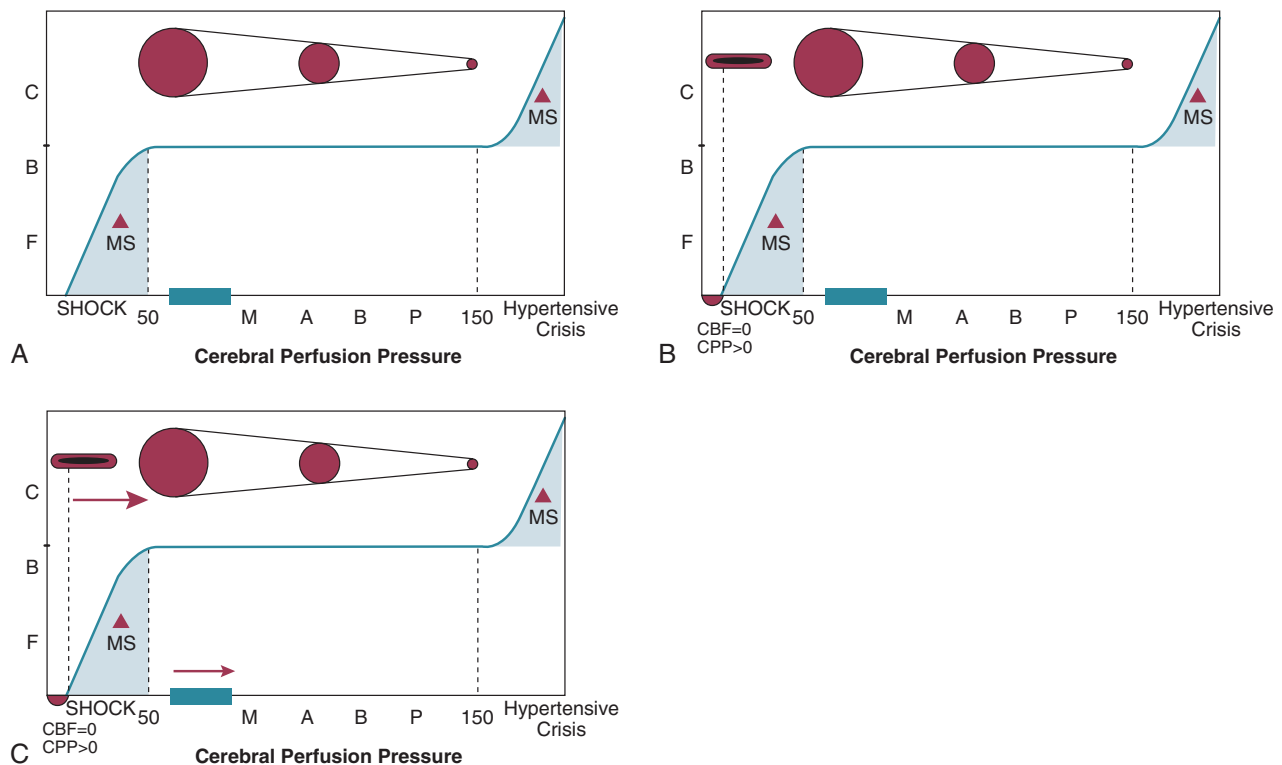 C
MS
B
F
MS
SHOCK 50 M A B P 150 Hypertensive
Crisis
A Cerebral Perfusion Pressure
C
MS
B
F
MS
SHOCK 50 M A B P 150 Hypertensive
Crisis
CBF=0
CPP>0
B Cerebral Perfusion Pressure
C
MS
B
F
MS
SHOCK 50 M A B P 150 Hypertensive
Crisis
CBF=0
CPP>0
C Cerebral Perfusion Pressure